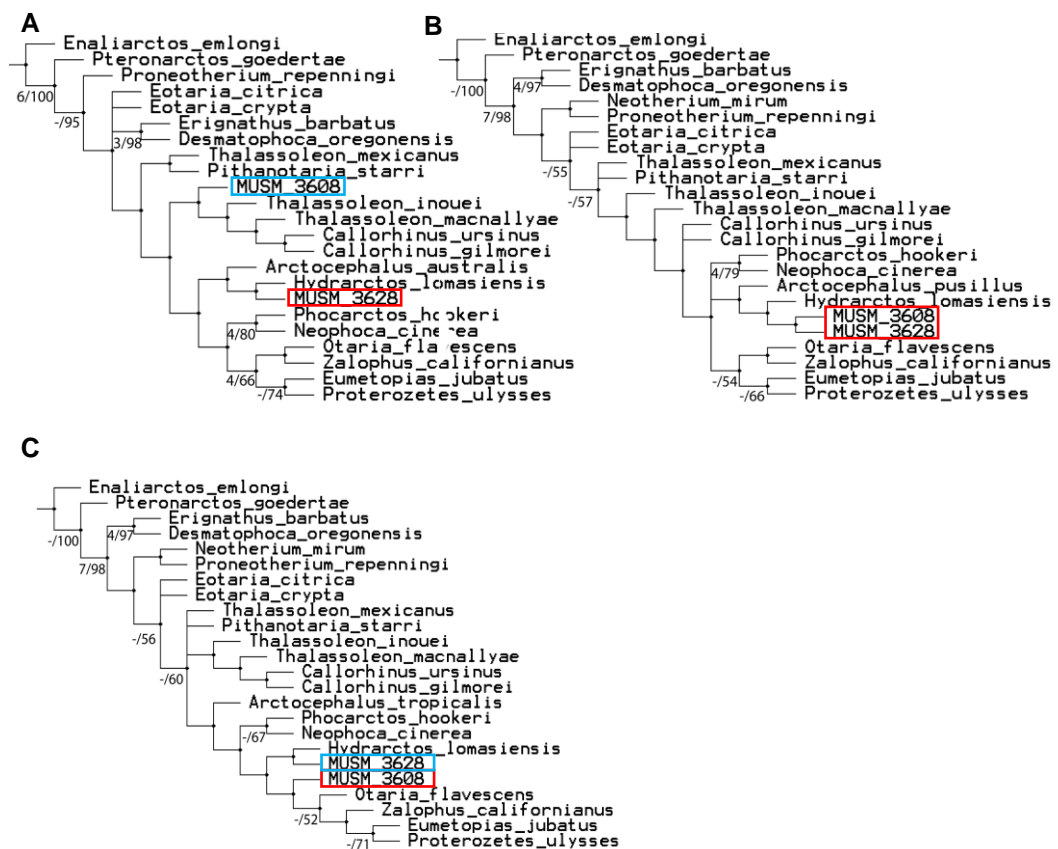 A
Enaliarctos_emlongi
Pteronarctos_goedertae
6/100
Proneotherium_repenningi
Eotaria_citrica
-/95
Eotaria_crypta
Erignathus_barbatus
3/98
Desmatophoca_oregonensis
Thalassoleon_mexicanus
Pithanotaria_starri
MUSM_3608
Thalassoleon_inouei
Thalassoleon_macnallyae
Callorhinus_ursinus
Callorhinus_gilmorei
Arctocephalus_australis
Hydrarctos_lomasiensis
MUSM_3628
Phocarctos_hookeri
4/80
Neophoca_cinerea
Otaria_flavescens
4/66
Zalophus_californianus
Eumetopias_jubatus
-/74
Proterozetes_ulysses
B
Enaliarctos_emlongi
Pteronarctos_goedertae
-/100
Erignathus_barbatus
4/97
Desmatophoca_oregonensis
7/98
Neotherium_mirum
Proneotherium_repenningi
Eotaria_citrica
Eotaria_crypta
-/55
Thalassoleon_mexicanus
Pithanotaria_starri
-/57
Thalassoleon_inouei
Thalassoleon_macnallyae
Callorhinus_ursinus
Callorhinus_gilmorei
Phocarctos_hookeri
4/79
Neophoca_cinerea
Arctocephalus_pusillus
Hydrarctos_lomasiensis
MUSM_3608
MUSM_3628
Otaria_flavescens
Zalophus_californianus
-/54
Eumetopias_jubatus
-/66
Proterozetes_ulysses
C
Enaliarctos_emlongi
Pteronarctos_goedertae
Erignathus_barbatus
-/100
4/97
Desmatophoca_oregonensis
Neotherium_mirum
7/98
Proneotherium_repenningi
Eotaria_citrica
Eotaria_crypta
Thalassoleon_mexicanus
Pithanotaria_starri
-/56
Thalassoleon_inouei
Thalassoleon_macnallyae
Callorhinus_ursinus
-/60
Callorhinus_gilmorei
Arctocephalus_tropicalis
Phocarctos_hookeri
-/67
Neophoca_cinerea
Hydrarctos_lomasiensis
MUSM_3628
MUSM_3608
Otaria_flavescens
Zalophus_californianus
-/52
Eumetopias_jubatus
-/71
Proterozetes_ulysses